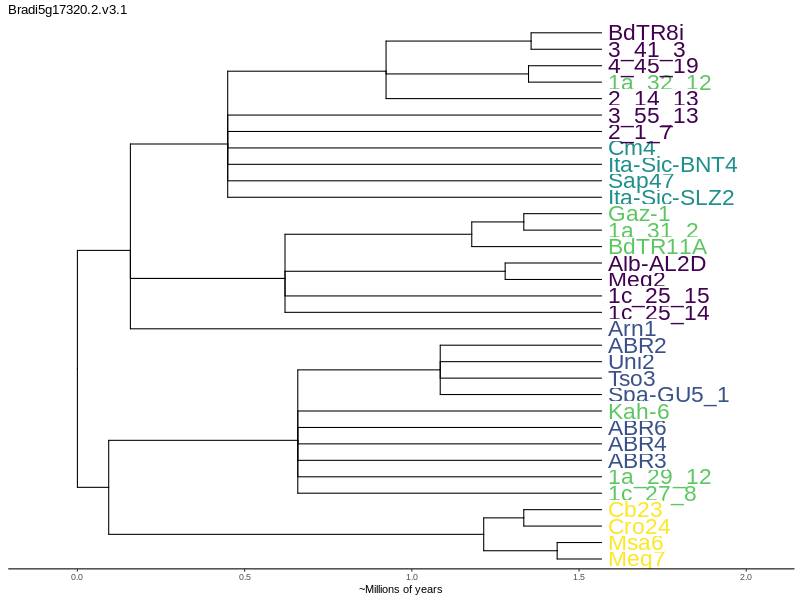 Bradi5g17320.2.v3.1
BdTR8i
3_41_3
4_45_19
1a_32_12
2_14_13
3_55_13
2_1_7
Cm4
Ita-Sic-BNT4
Sap47
Ita-Sic-SLZ2
Gaz-1
1a_31_2
BdTR11A
Alb-AL2D
Meg2
1c_25_15
1c_25_14
Arn1
ABR2
Uni2
Tso3
Spa-GU5_1
Kah-6
ABR6
ABR4
ABR3
1a_29_12
1c_27_8
Cb23
Cro24
Msa6
Meg7
0.0 0.5 1.0 1.5 2.0
~Millions of years